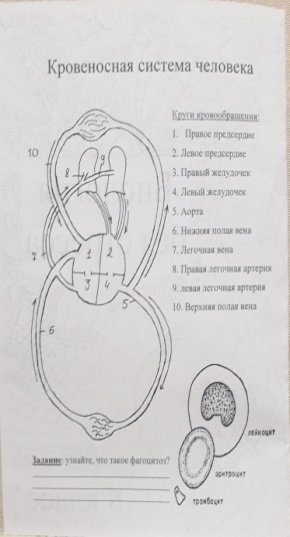 Кровеносная система человека
Круги кровообращения:
1. Правое предсердие
2. Левое предсердие
3. Правый желудочек
4. Левый желудочек
5. Аорта
6. Нижняя полая вена
7. Легочная вена
8. Правая легочная артерия
9. левая легочная артерия
10. Верхняя полая вена
10
8
9
7
1
2
3
4
5
6
лейкоцит
эритроцит
тромбоцит
Задание: узнайте, что такое фагоцитоз?